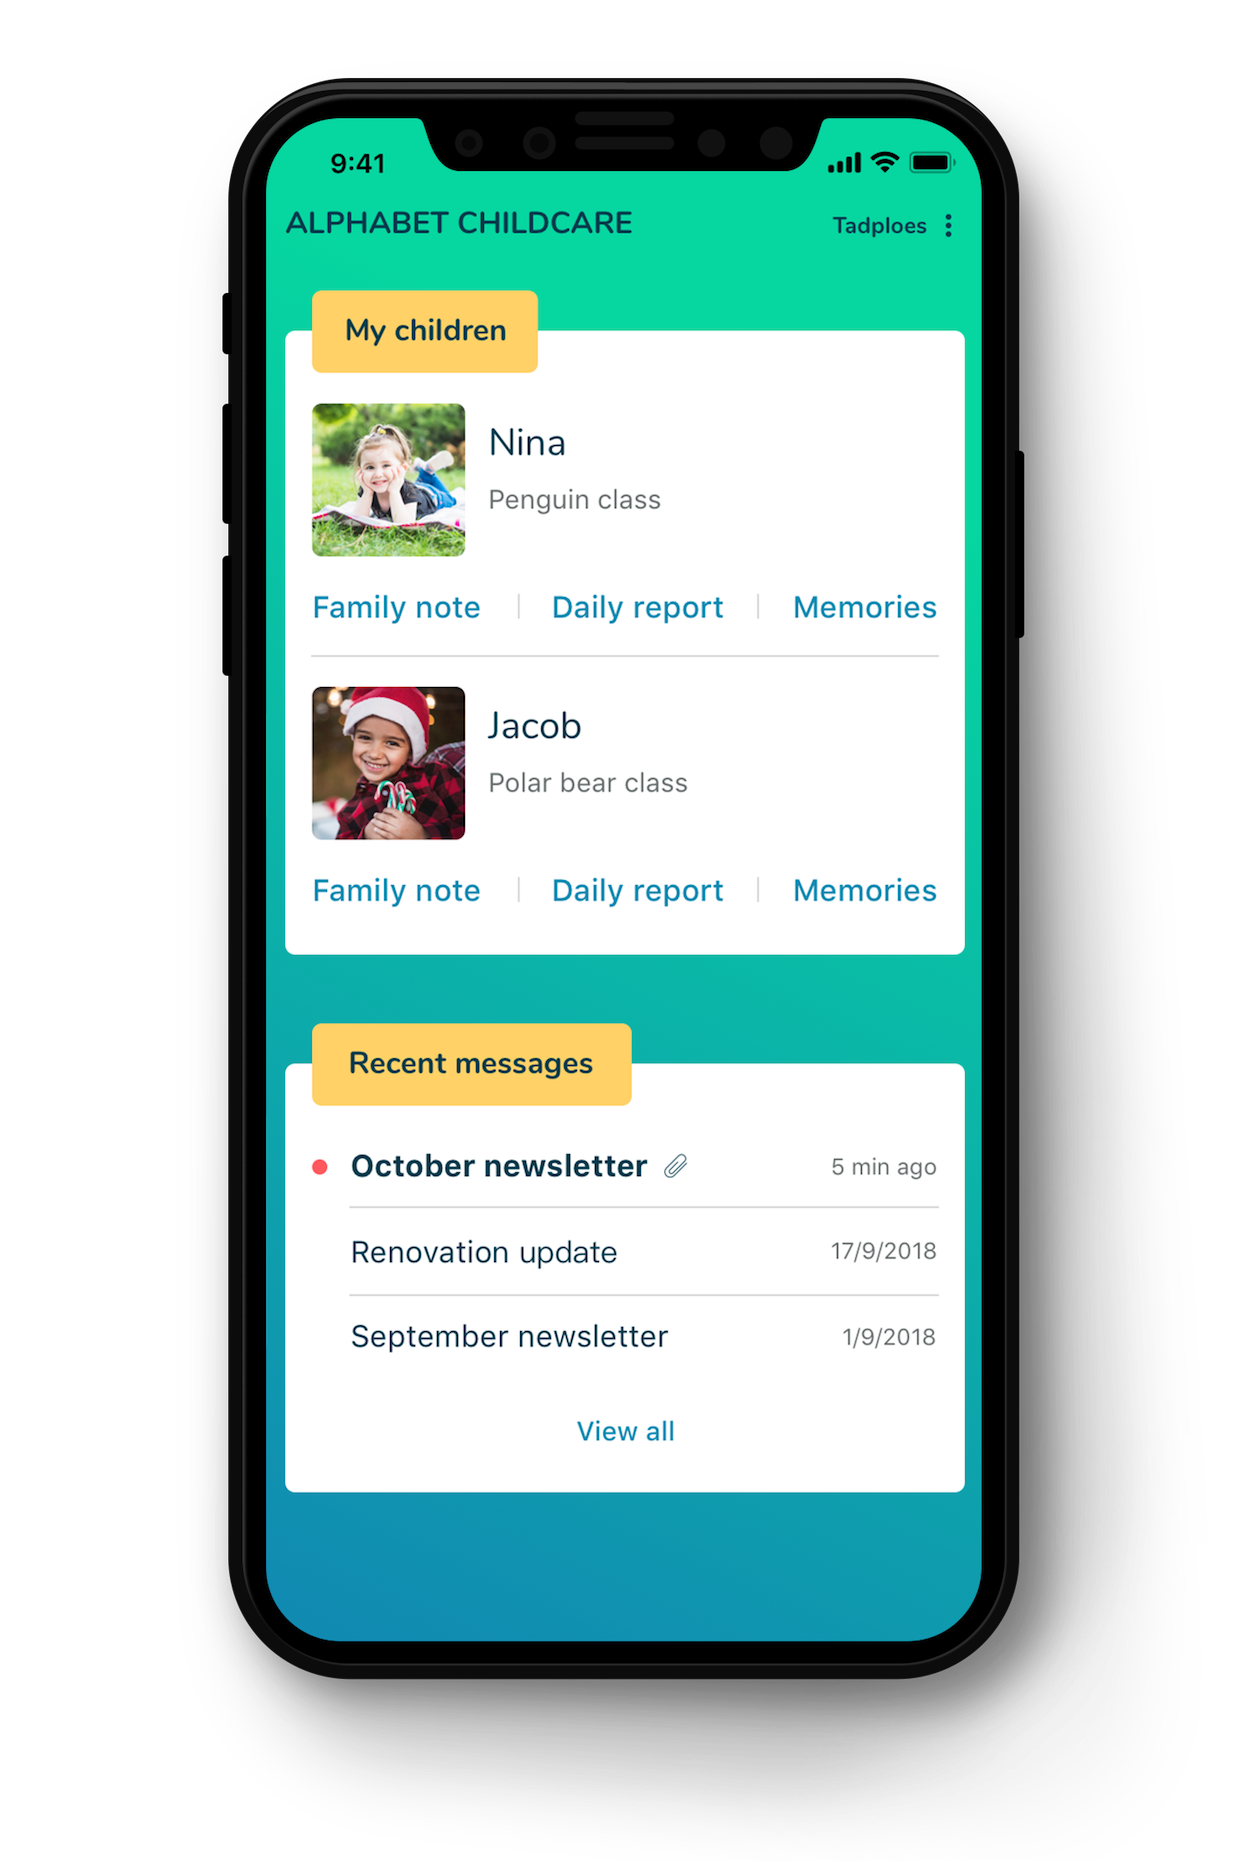 9:41
ALPHABET CHILDCARE Tadploes
My children
Nina
Penguin class
Family note Daily report Memories
Jacob
Polar bear class
Family note Daily report Memories
Recent messages
October newsletter 5 min ago
Renovation update 17/9/2018
September newsletter 1/9/2018
View all